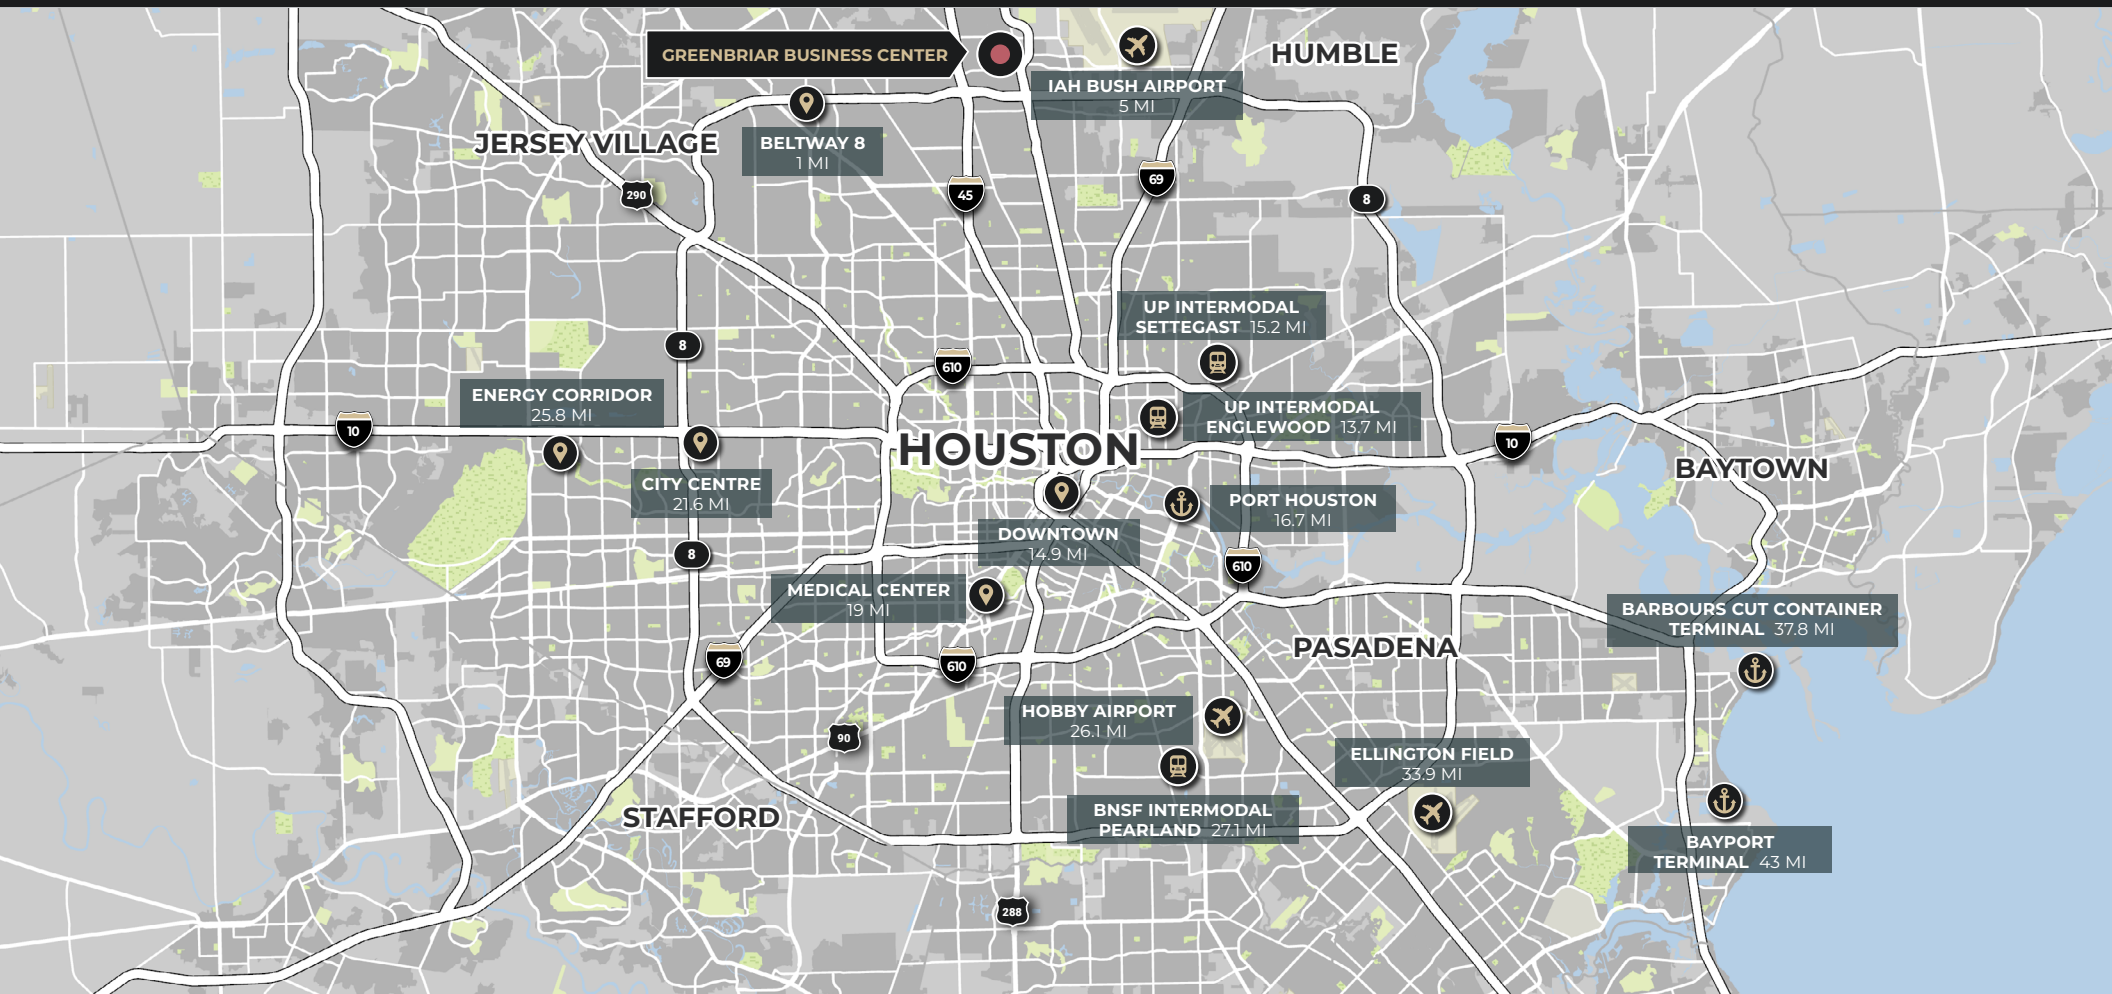 GREENBRIAR BUSINESS CENTER
HUMBLE
IAH BUSH AIRPORT
5 MI
JERSEY VILLAGE
BELTWAY 8
1 MI
290
45
69
8
UP INTERMODAL
SETTEGAST 15.2 MI
8
610
ENERGY CORRIDOR
25.8 MI
UP INTERMODAL
ENGLEWOOD 13.7 MI
10
HOUSTON
10
BAYTOWN
CITY CENTRE
21.6 MI
PORT HOUSTON
16.7 MI
DOWNTOWN
14.9 MI
8
610
MEDICAL CENTER
19 MI
BARBOURS CUT CONTAINER
TERMINAL 37.8 MI
PASADENA
69
610
HOBBY AIRPORT
26.1 MI
90
ELLINGTON FIELD
33.9 MI
STAFFORD
BNSF INTERMODAL
PEARLAND 27.1 MI
BAYPORT
TERMINAL 43 MI
288